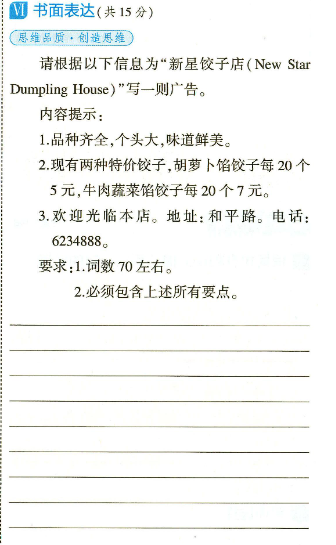 Ⅵ 书面表达(共15分)
思维品质·创造思维
请根据以下信息为“新星饺子店(New Star
Dumpling House)”写一则广告。
内容提示:
1.品种齐全,个头大,味道鲜美。
2.现有两种特价饺子,胡萝卜馅饺子每20个
5元,牛肉蔬菜馅饺子每20个7元。
3.欢迎光临本店。地址:和平路。电话:
6234888。
要求:1.词数70左右。
2.必须包含上述所有要点。